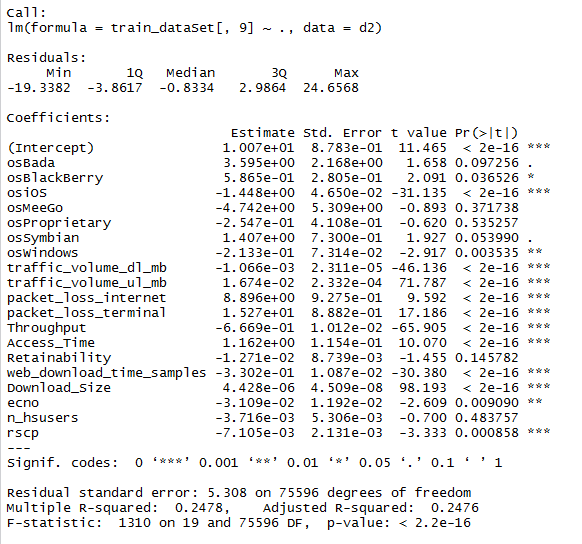 Call:
lm(formula = train_dataSet[, 9] ~ ., data = d2)
Residuals:
Min 1Q Median 3Q Max
-19.3382 -3.8617 -0.8334 2.9864 24.6568
Coefficients:
Estimate Std. Error t value Pr(>|t|)
(Intercept) 1.007e+01 8.783e-01 11.465 < 2e-16 ***
osBada 3.595e+00 2.168e+00 1.658 0.097256 .
osBlackBerry 5.865e-01 2.805e-01 2.091 0.036526 *
osiOS -1.448e+00 4.650e-02 -31.135 < 2e-16 ***
osMeeGo -4.742e+00 5.309e+00 -0.893 0.371738
osProprietary -2.547e-01 4.108e-01 -0.620 0.535257
osSymbian 1.407e+00 7.300e-01 1.927 0.053990 .
osWindows -2.133e-01 7.314e-02 -2.917 0.003535 **
traffic_volume_dl_mb -1.066e-03 2.311e-05 -46.136 < 2e-16 ***
traffic_volume_ul_mb 1.674e-02 2.332e-04 71.787 < 2e-16 ***
packet_loss_internet 8.896e+00 9.275e-01 9.592 < 2e-16 ***
packet_loss_terminal 1.527e+01 8.882e-01 17.186 < 2e-16 ***
Throughput -6.669e-01 1.012e-02 -65.905 < 2e-16 ***
Access_Time 1.162e+00 1.154e-01 10.070 < 2e-16 ***
Retainability -1.271e-02 8.739e-03 -1.455 0.145782
web_download_time_samples -3.302e-01 1.087e-02 -30.380 < 2e-16 ***
Download_Size 4.428e-06 4.509e-08 98.193 < 2e-16 ***
ecno -3.109e-02 1.192e-02 -2.609 0.009090 **
n_hsusers -3.716e-03 5.306e-03 -0.700 0.483757
rscp -7.105e-03 2.131e-03 -3.333 0.000858 ***
---
Signif. codes: 0 ‘***’ 0.001 ‘**’ 0.01 ‘*’ 0.05 ‘.’ 0.1 ‘ ’ 1
Residual standard error: 5.308 on 75596 degrees of freedom
Multiple R-squared: 0.2478, Adjusted R-squared: 0.2476
F-statistic: 1310 on 19 and 75596 DF, p-value: < 2.2e-16